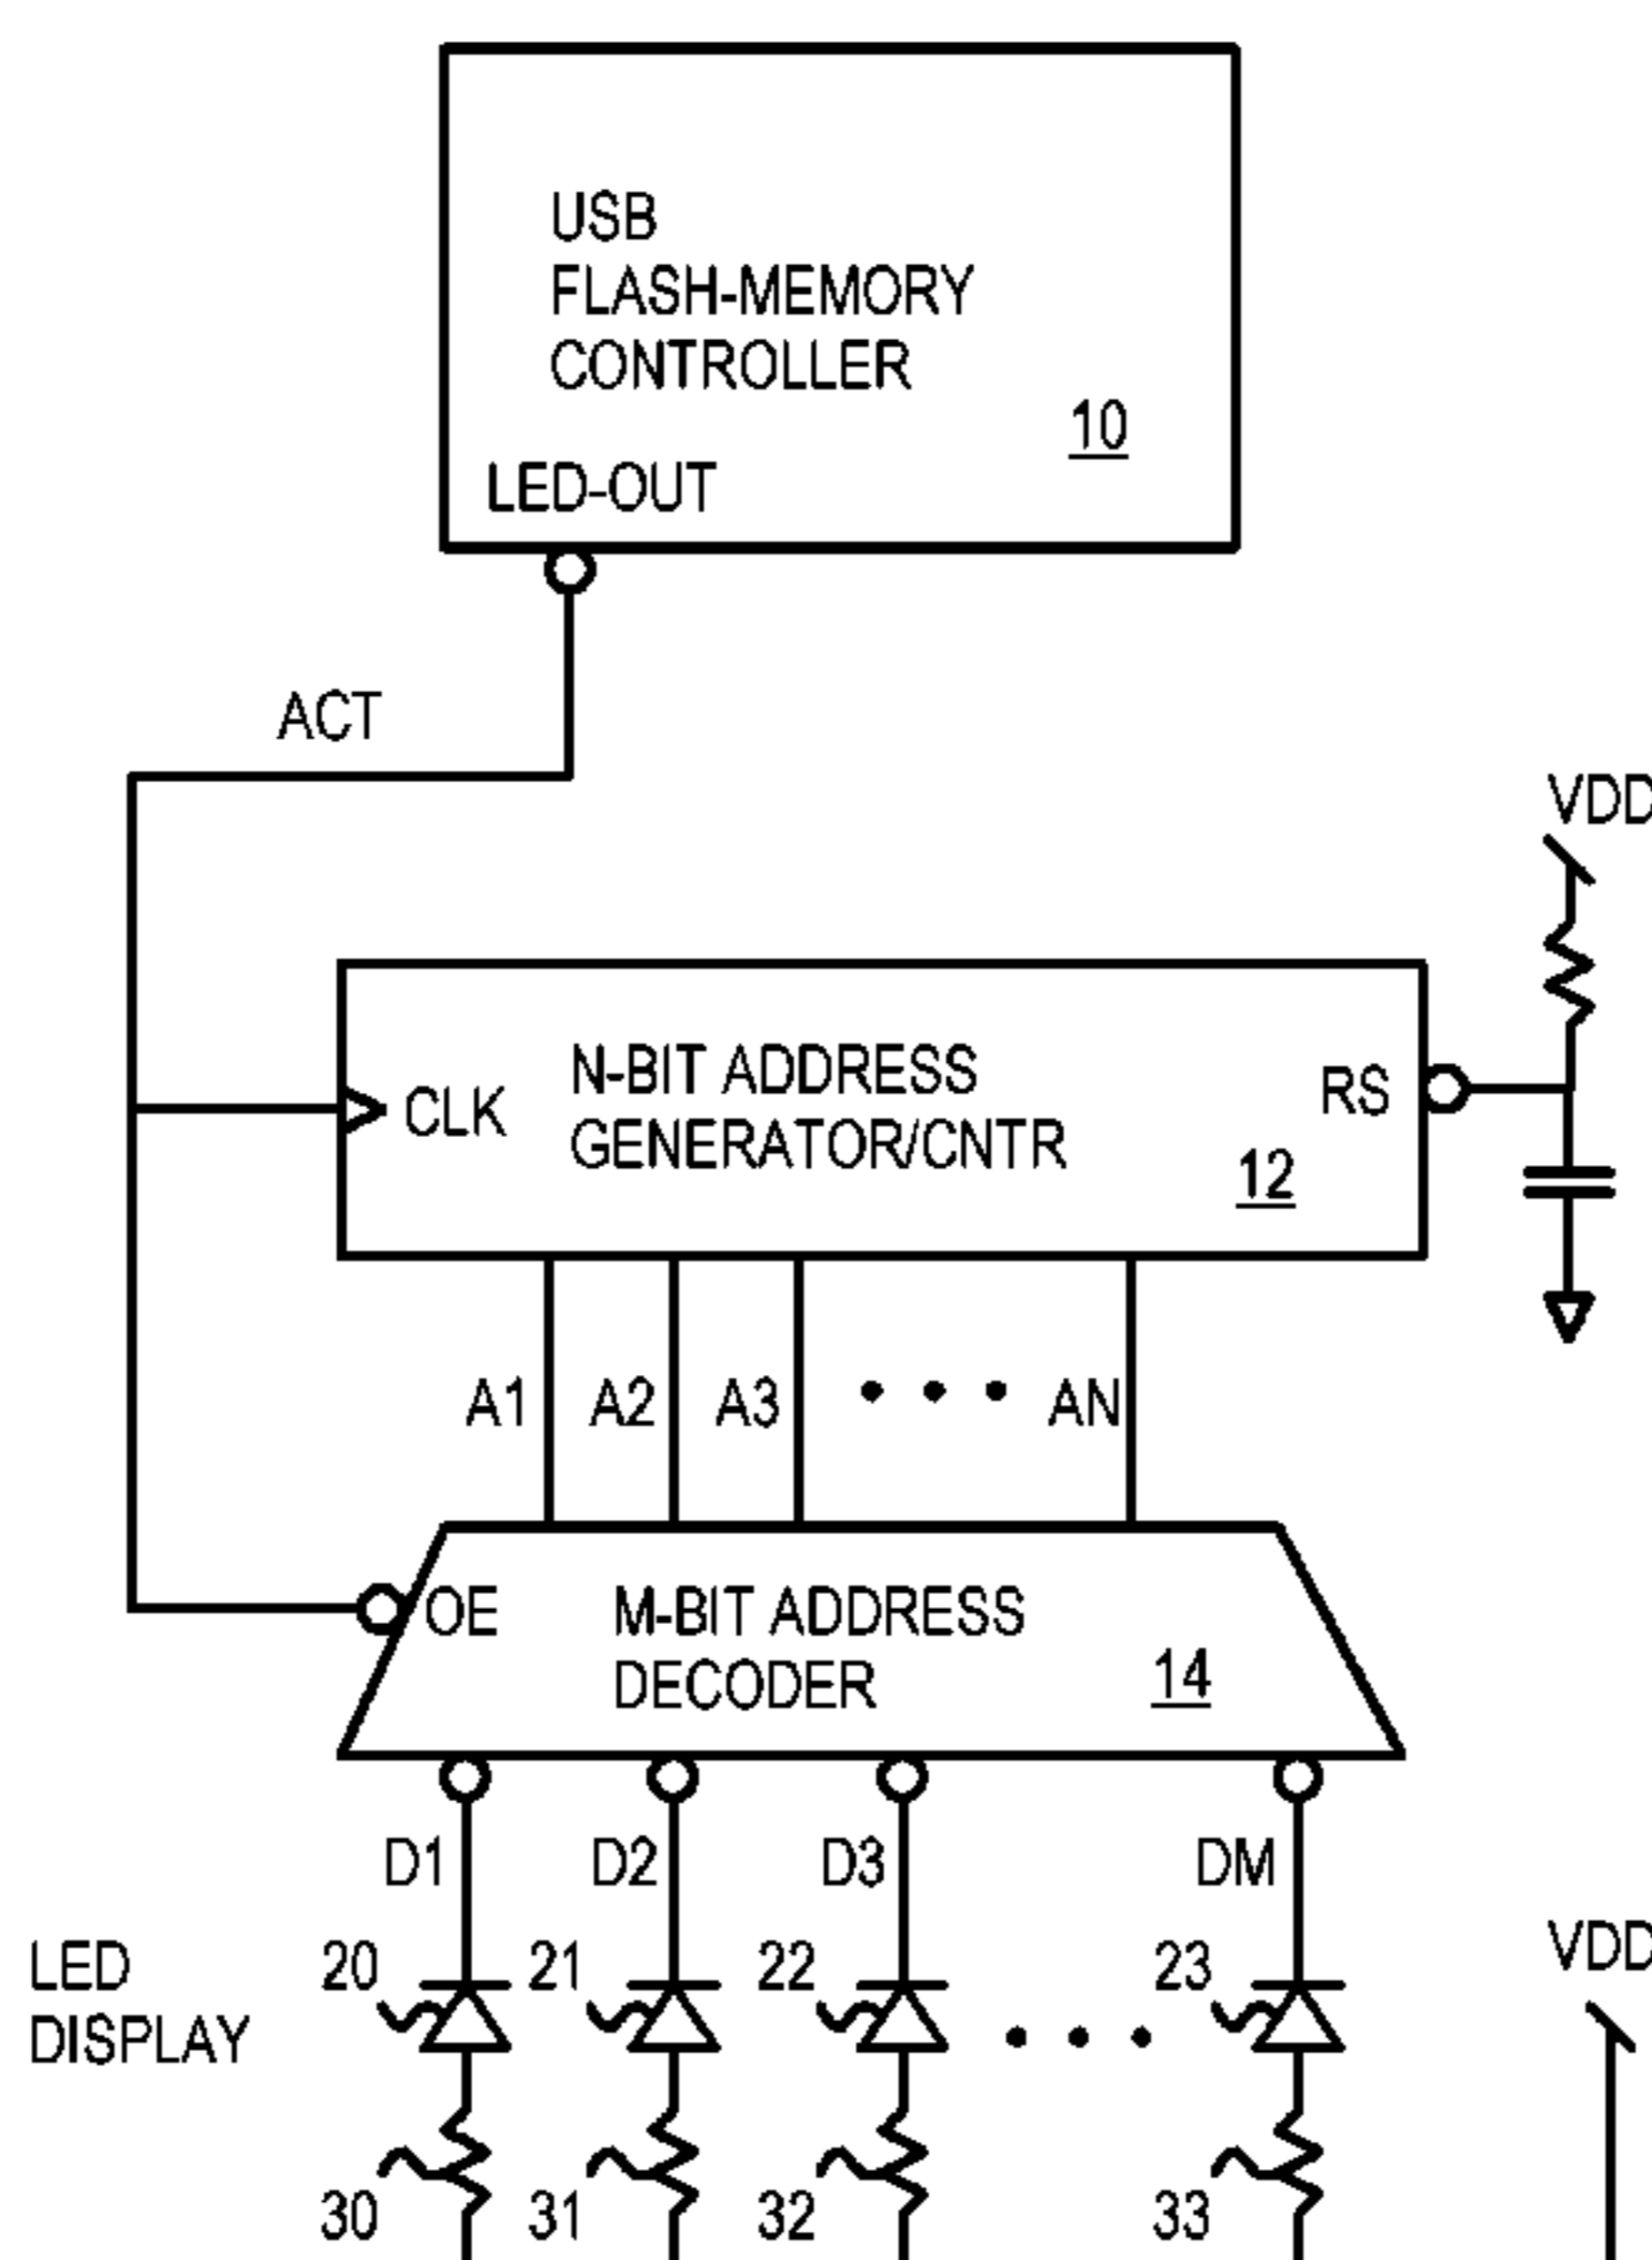 USB
FLASH-MEMORY
CONTROLLER
10
LED-OUT
ACT
VDD
N-BIT ADDRESS
GENERATOR/CNTR
CLK
RS
12
A1 A2 A3 • • • AN
OE
M-BIT ADDRESS
DECODER
14
D1 D2 D3 DM
LED
DISPLAY
20 21 22 • • • 23
VDD
30 31 32 33